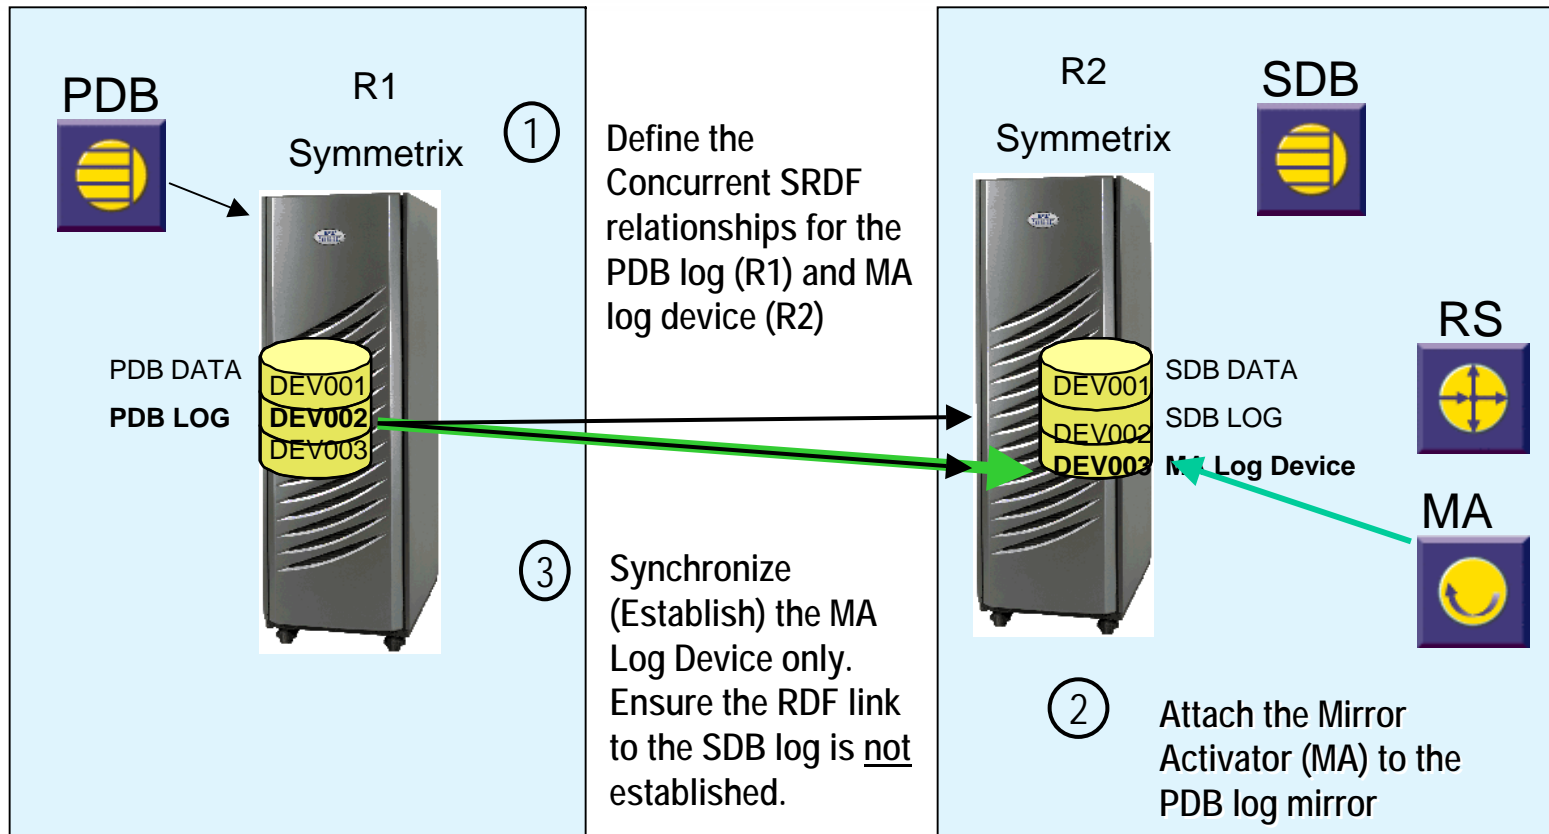 PDB
R1
Symmetrix
1
Define the
Concurrent SRDF
relationships for the
PDB log (R1) and MA
log device (R2)
R2
Symmetrix
SDB
RS
MA
PDB DATA
PDB LOG
DEV001
DEV002
DEV003
DEV001
DEV002
DEV003
SDB DATA
SDB LOG
MA Log Device
3
Synchronize
(Establish) the MA
Log Device only.
Ensure the RDF link
to the SDB log is not
established.
2
Attach the Mirror
Activator (MA) to the
PDB log mirror